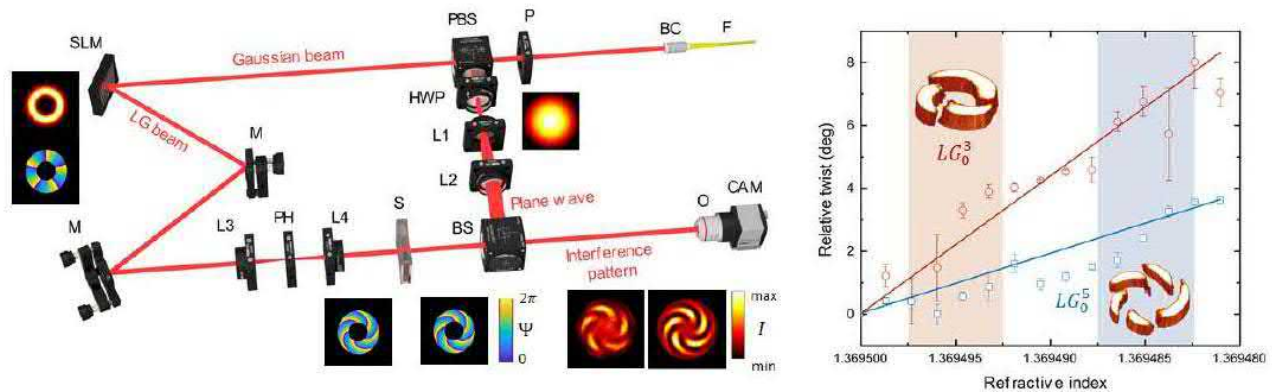 PBS
P
BC
F
SLM
Gaussian beam
HWP
LG beam
M
L1
L2
Plane wave
CAM
O
M
L3
PH
L4
S
BS
Interference
pattern
2π
Ψ
0
max
I
min
Relative twist (deg)
8
6
4
2
0
LG₀³
LG₀⁵
1.369500
1.369495
1.369490
1.369485
1.369480
Refractive index